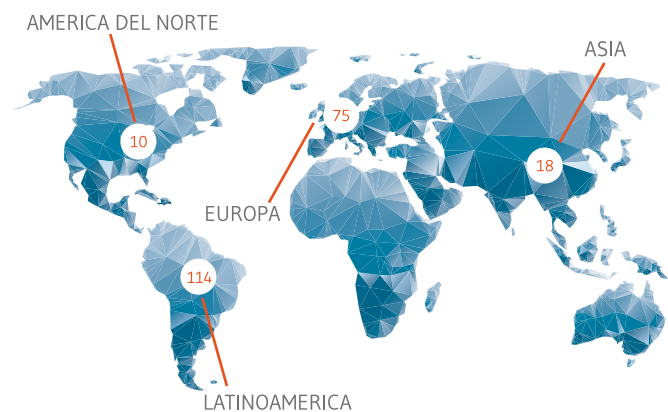 AMERICA DEL NORTE
ASIA
75
10
18
EUROPA
114
LATINOAMERICA